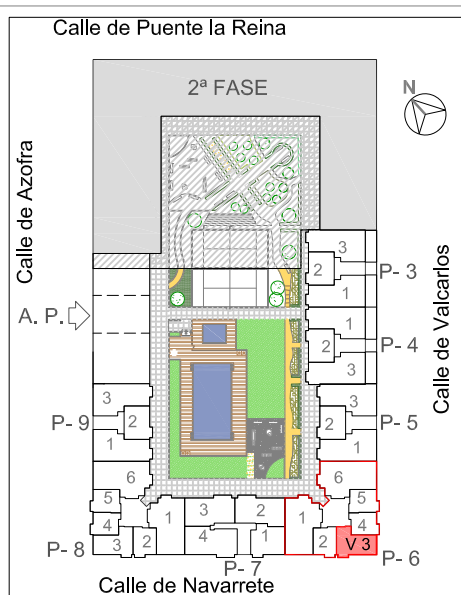 Calle de Puente la Reina
2ª FASE
N
Calle de Azofra
Calle de Valcarlos
3
2
P- 3
1
A. P.
1
2
P- 4
3
3
2
P- 9
1
3
2
P- 5
1
6
5
4
3
2
P- 8
1
3
2
4
1
P- 7
1
6
5
4
2
V 3
P- 6
Calle de Navarrete